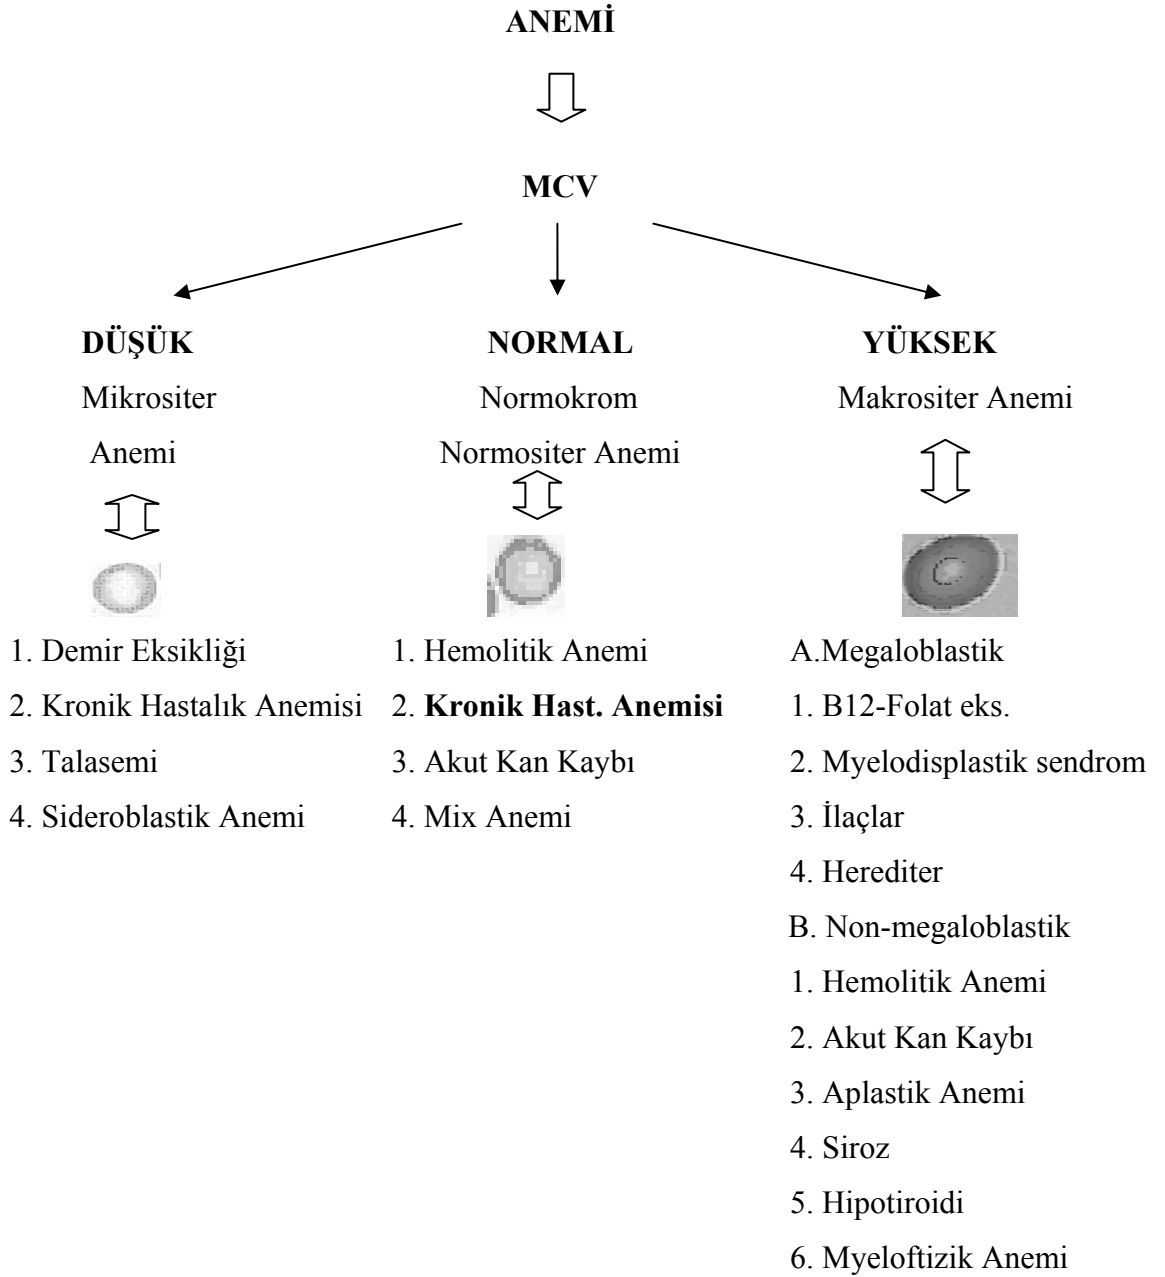 ANEMİ
MCV
DÜŞÜK
Mikrositer
Anemi
1. Demir Eksikliği
2. Kronik Hastalık Anemisi
3. Talasemi
4. Sideroblastik Anemi
NORMAL
Normokrom
Normositer Anemi
1. Hemolitik Anemi
2. Kronik Hast. Anemisi
3. Akut Kan Kaybı
4. Mix Anemi
YÜKSEK
Makrositer Anemi
A.Megaloblastik
1. B12-Folat eks.
2. Myelodisplastik sendrom
3. İlaçlar
4. Herediter
B. Non-megaloblastik
1. Hemolitik Anemi
2. Akut Kan Kaybı
3. Aplastik Anemi
4. Siroz
5. Hipotiroidi
6. Myeloftizik Anemi